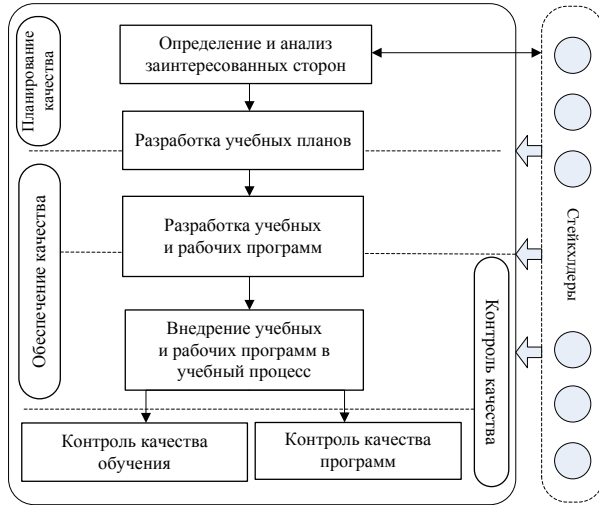 Планирование
качества
Определение и анализ
заинтересованных сторон
Разработка учебных планов
Обеспечение качества
Разработка учебных
и рабочих программ
Внедрение учебных
и рабочих программ в
учебный процесс
Контроль качества
обучения
Контроль качества
программ
Контроль качества
Стейкхлдеры